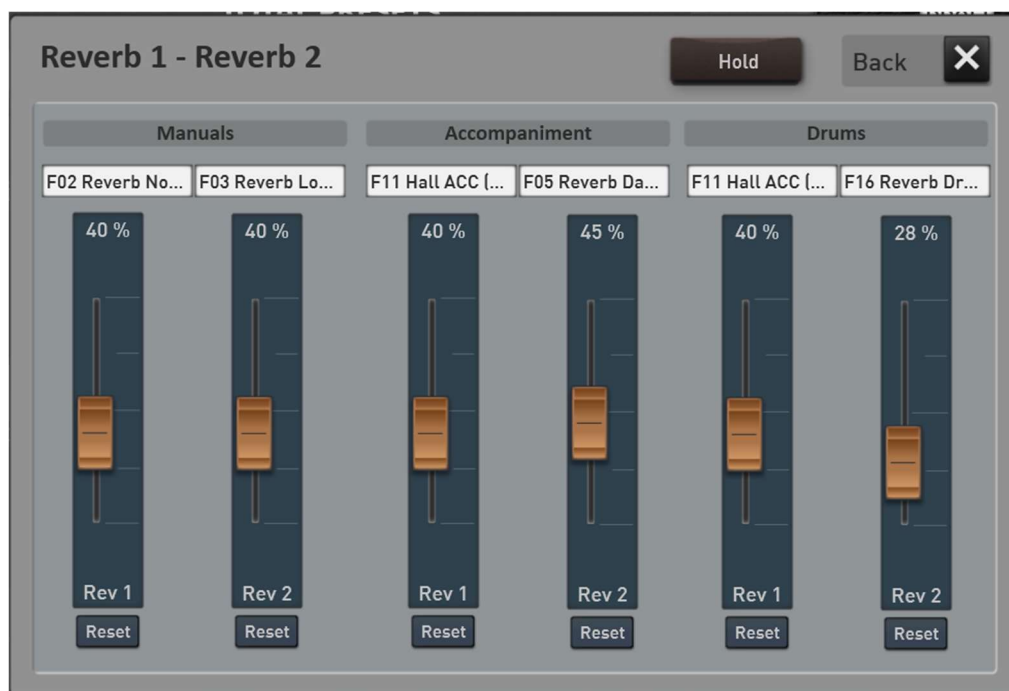 Reverb 1 - Reverb 2 Hold Back
Manuals Accompaniment Drums
F02 Reverb No... F03 Reverb Lo... F11 Hall ACC (... F05 Reverb Da... F11 Hall ACC (... F16 Reverb Dr...
40 % 40 % 40 % 45 % 40 % 28 %
Rev 1 Rev 2 Rev 1 Rev 2 Rev 1 Rev 2
Reset Reset Reset Reset Reset Reset